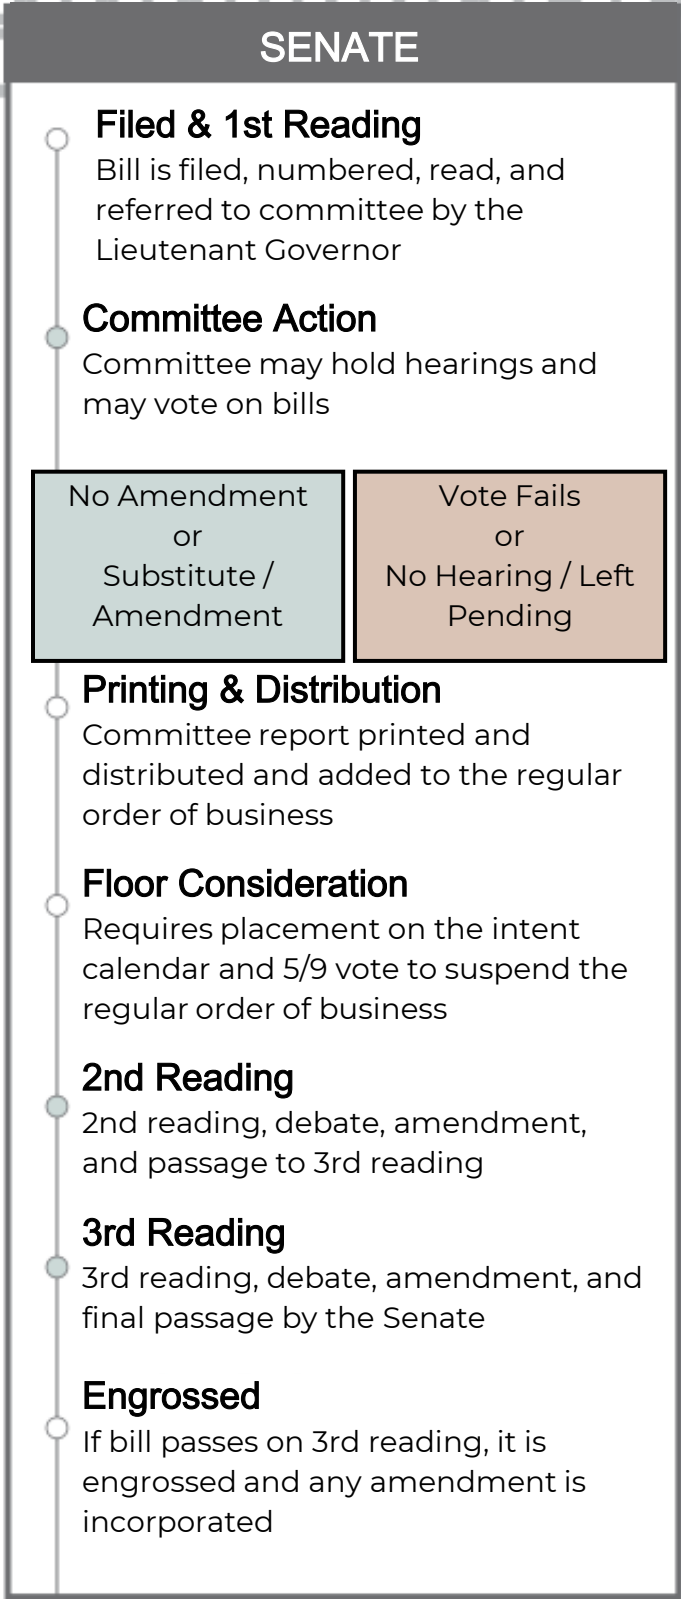 SENATE
Filed & 1st Reading
Bill is filed, numbered, read, and
referred to committee by the
Lieutenant Governor
Committee Action
Committee may hold hearings and
may vote on bills
No Amendment
or
Substitute /
Amendment
Vote Fails
or
No Hearing / Left
Pending
Printing & Distribution
Committee report printed and
distributed and added to the regular
order of business
Floor Consideration
Requires placement on the intent
calendar and 5/9 vote to suspend the
regular order of business
2nd Reading
2nd reading, debate, amendment,
and passage to 3rd reading
3rd Reading
3rd reading, debate, amendment, and
final passage by the Senate
Engrossed
If bill passes on 3rd reading, it is
engrossed and any amendment is
incorporated